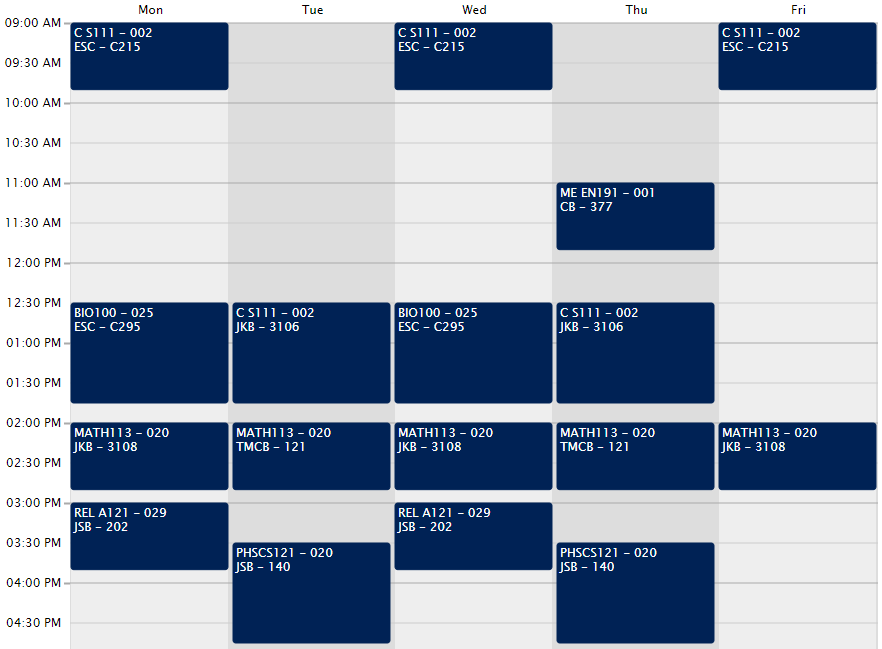 Mon Tue Wed Thu Fri
09:00 AM
C S111 – 002
ESC – C215
C S111 – 002
ESC – C215
C S111 – 002
ESC – C215
09:30 AM
10:00 AM
10:30 AM
11:00 AM
ME EN191 – 001
CB – 377
11:30 AM
12:00 PM
12:30 PM
BIO100 – 025
ESC – C295
C S111 – 002
JKB – 3106
BIO100 – 025
ESC – C295
C S111 – 002
JKB – 3106
01:00 PM
01:30 PM
02:00 PM
MATH113 – 020
JKB – 3108
MATH113 – 020
TMCB – 121
MATH113 – 020
JKB – 3108
MATH113 – 020
TMCB – 121
MATH113 – 020
JKB – 3108
02:30 PM
03:00 PM
REL A121 – 029
JSB – 202
REL A121 – 029
JSB – 202
03:30 PM
PHSCS121 – 020
JSB – 140
PHSCS121 – 020
JSB – 140
04:00 PM
04:30 PM